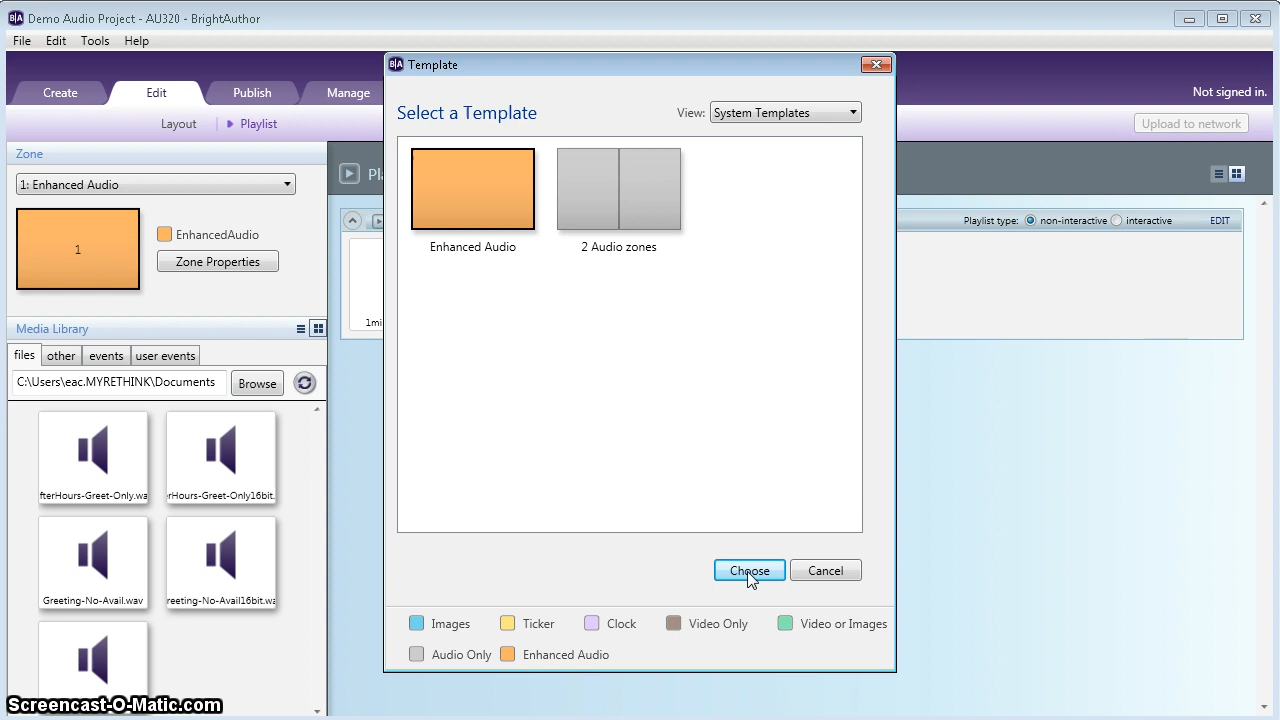 B|A Demo Audio Project - AU320 - BrightAuthor
File Edit Tools Help
Create Edit Publish Manage
Not signed in.
Layout Playlist
Upload to network
Zone
1: Enhanced Audio
1
EnhancedAudio
Zone Properties
Media Library
files other events user events
C:\Users\eac.MYRETHINK\Documents Browse
fterHours-Greet-Only.wa
rHours-Greet-Only16bit.
Greeting-No-Avail.wav
reeting-No-Avail16bit.wa
Playlist type: non-interactive interactive EDIT
1mi
B|A Template
Select a Template
View: System Templates
Enhanced Audio
2 Audio zones
Choose Cancel
Images Ticker Clock Video Only Video or Images
Audio Only Enhanced Audio
Screencast-O-Matic.com